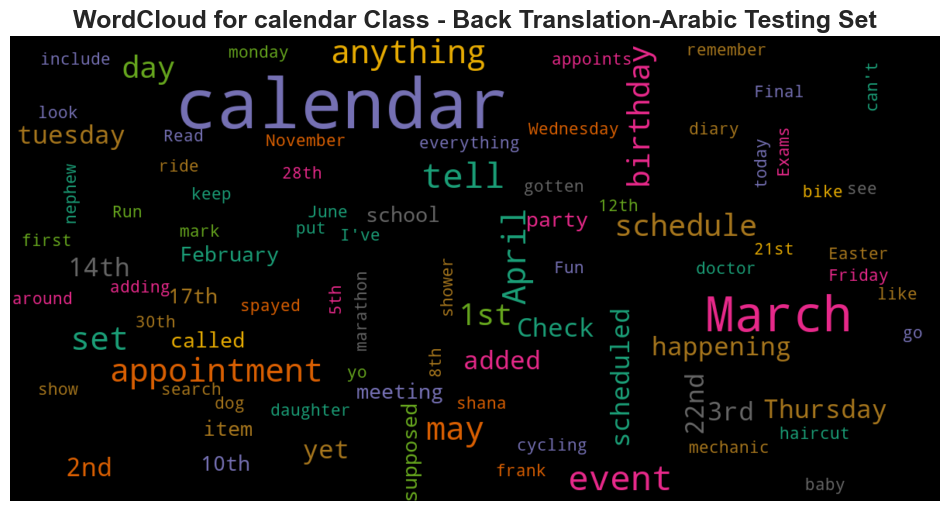 WordCloud for calendar Class - Back Translation-Arabic Testing Set
include
monday
anything
appoints
birthday
remember
day
calendar
can't
look
Final
tuesday
Read
November
everything
Wednesday
diary
today
Exams
ride
28th
tell
gotten
nephew
keep
bike
see
Run
June
school
April
party
12th
schedule
first
mark
put
I've
21st
February
Easter
14th
marathon
shower
Fun
doctor
Friday
around
adding
17th
spayed
5th
1st
March
like
30th
set
called
Check
scheduled
happening
go
appointment
yo
8th
added
22nd
show
search
meeting
dog
daughter
supposed
shana
3rd
Thursday
item
may
haircut
yet
cycling
mechanic
2nd
10th
frank
event
baby